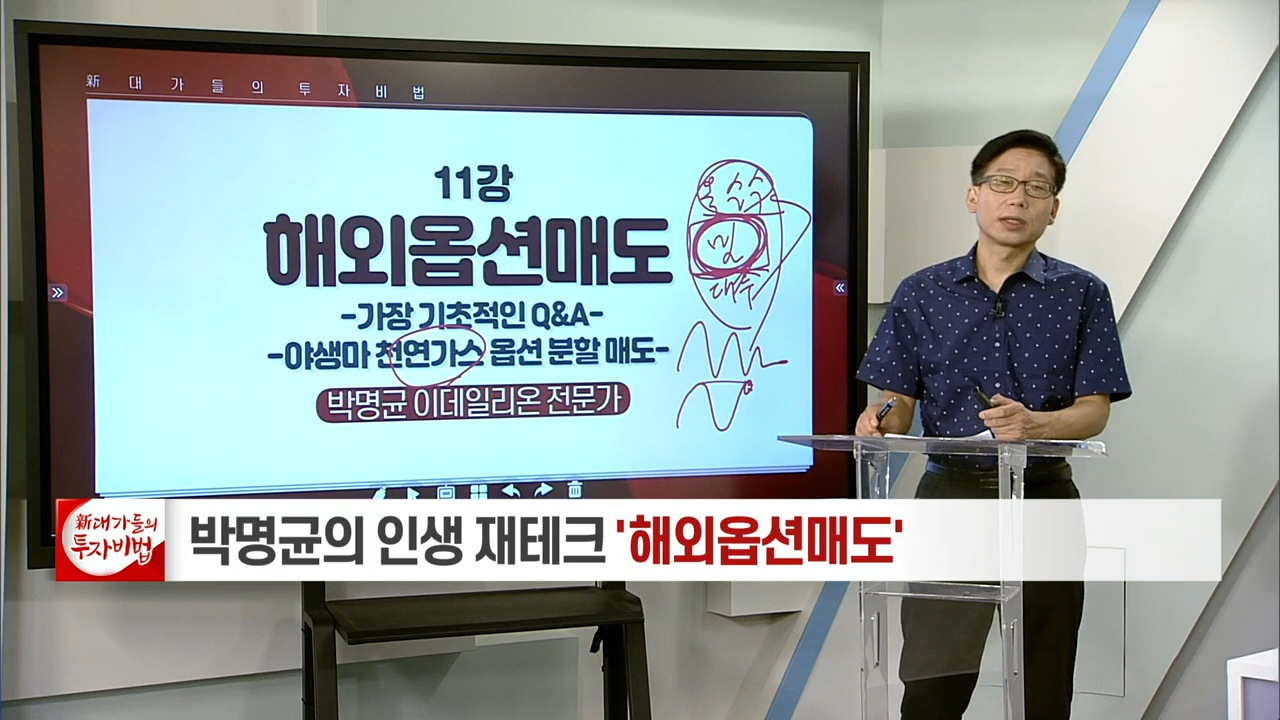 新 대가들의 투자비법
11강
해외옵션매도
-가장 기초적인 Q&A-
-야생마 천연가스 옵션 분할 매도-
박명균 이데일리온 전문가
新대가들의
투자비법
박명균의 인생 재테크 '해외옵션매도'